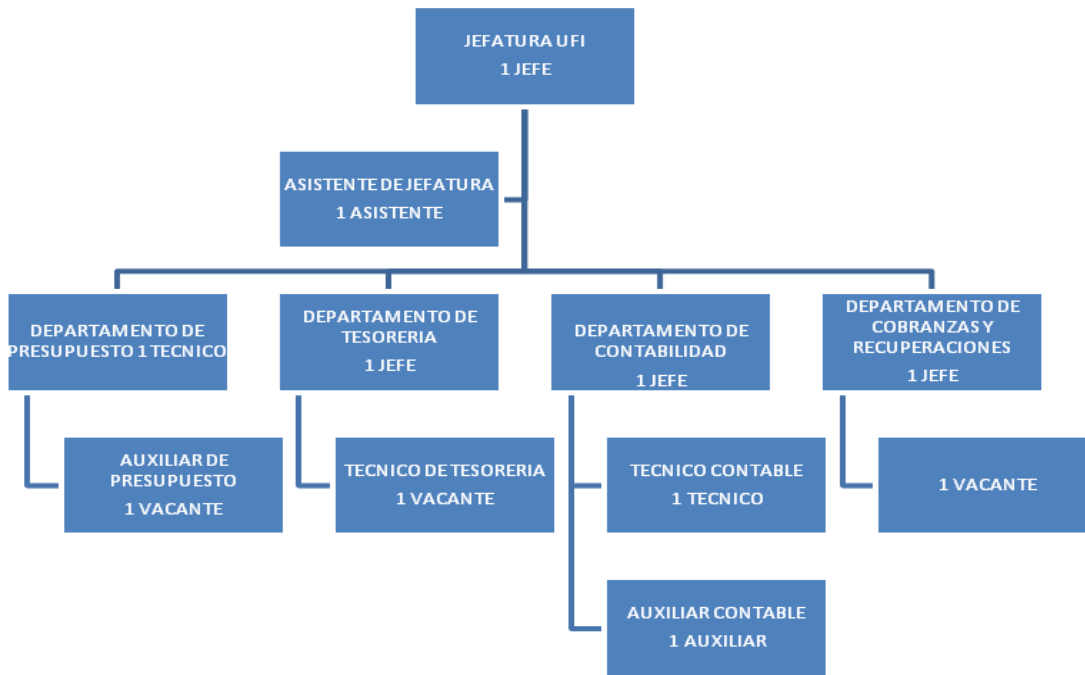 JEFATURA UFI
1 JEFE
ASISTENTE DE JEFATURA
1 ASISTENTE
DEPARTAMENTO DE
PRESUPUESTO 1 TECNICO
DEPARTAMENTO DE
TESORERIA
1 JEFE
DEPARTAMENTO DE
CONTABILIDAD
1 JEFE
DEPARTAMENTO DE
COBRANZAS Y
RECUPERACIONES
1 JEFE
AUXILIAR DE
PRESUPUESTO
1 VACANTE
TECNICO DE TESORERIA
1 VACANTE
TECNICO CONTABLE
1 TECNICO
1 VACANTE
AUXILIAR CONTABLE
1 AUXILIAR